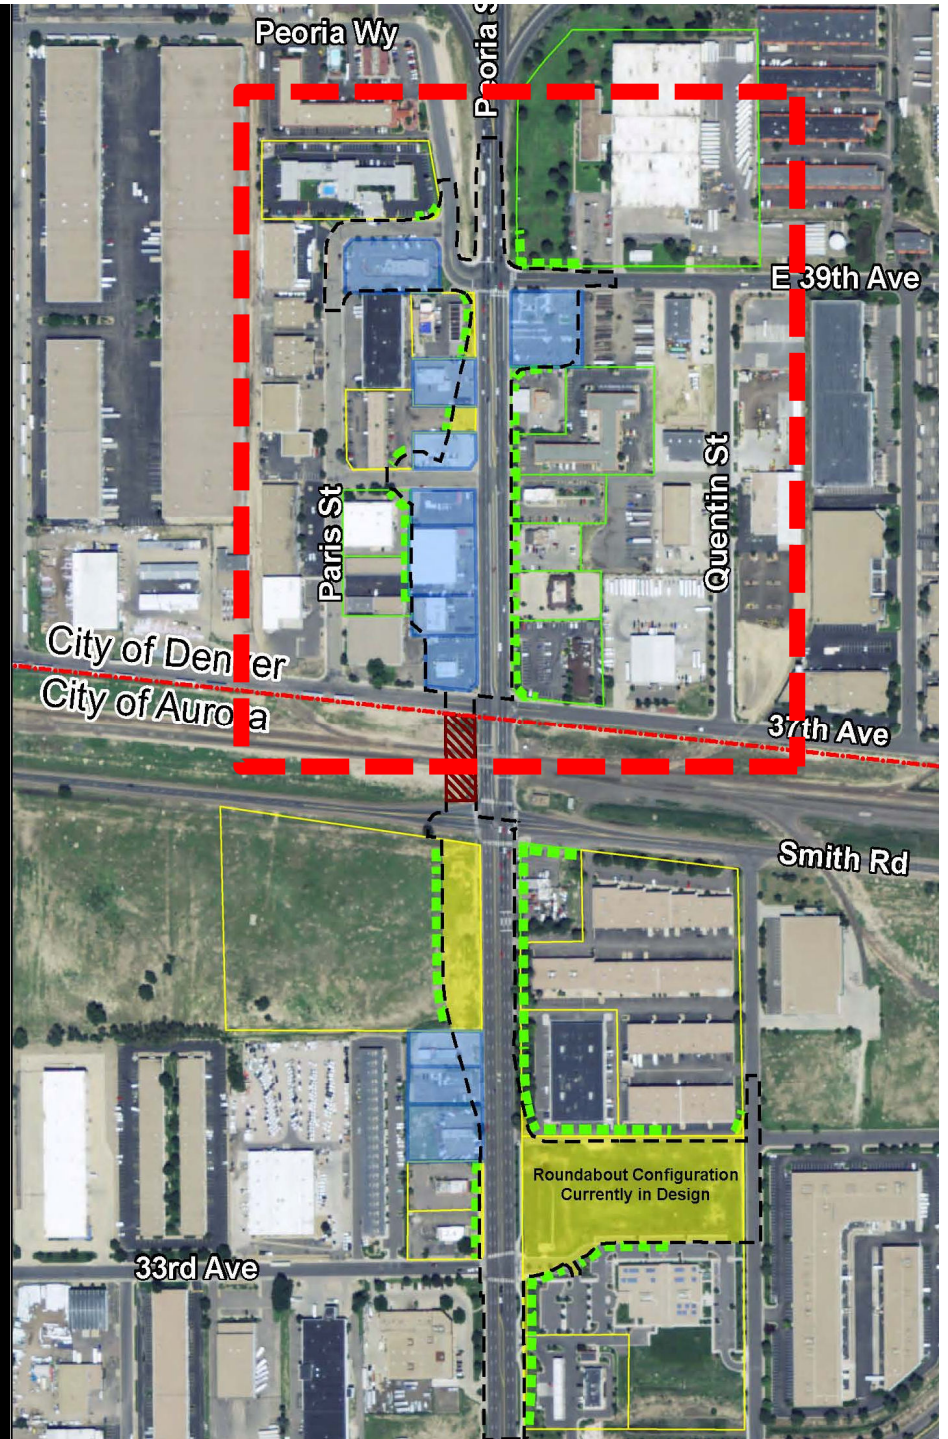 Peoria Wy
Peoria S
E 39th Ave
Quentin St
Paris St
City of Denver
City of Aurora
37th Ave
Smith Rd
Roundabout Configuration
Currently in Design
33rd Ave